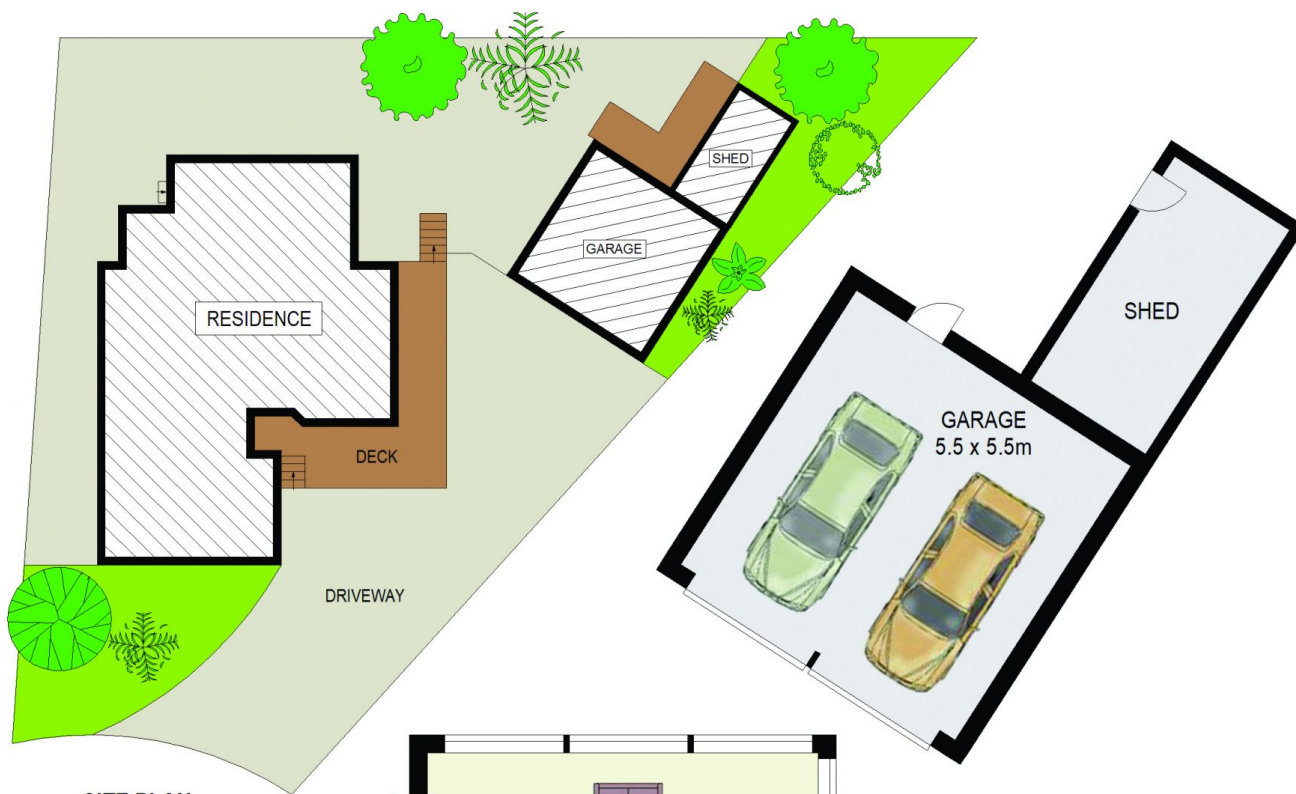 SHED
GARAGE
RESIDENCE
DECK
DRIVEWAY
SHED
GARAGE
5.5 x 5.5m